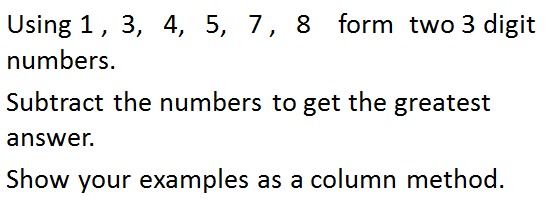 Using 1 , 3, 4, 5, 7 , 8 form two 3 digit
numbers.
Subtract the numbers to get the greatest
answer.
Show your examples as a column method.